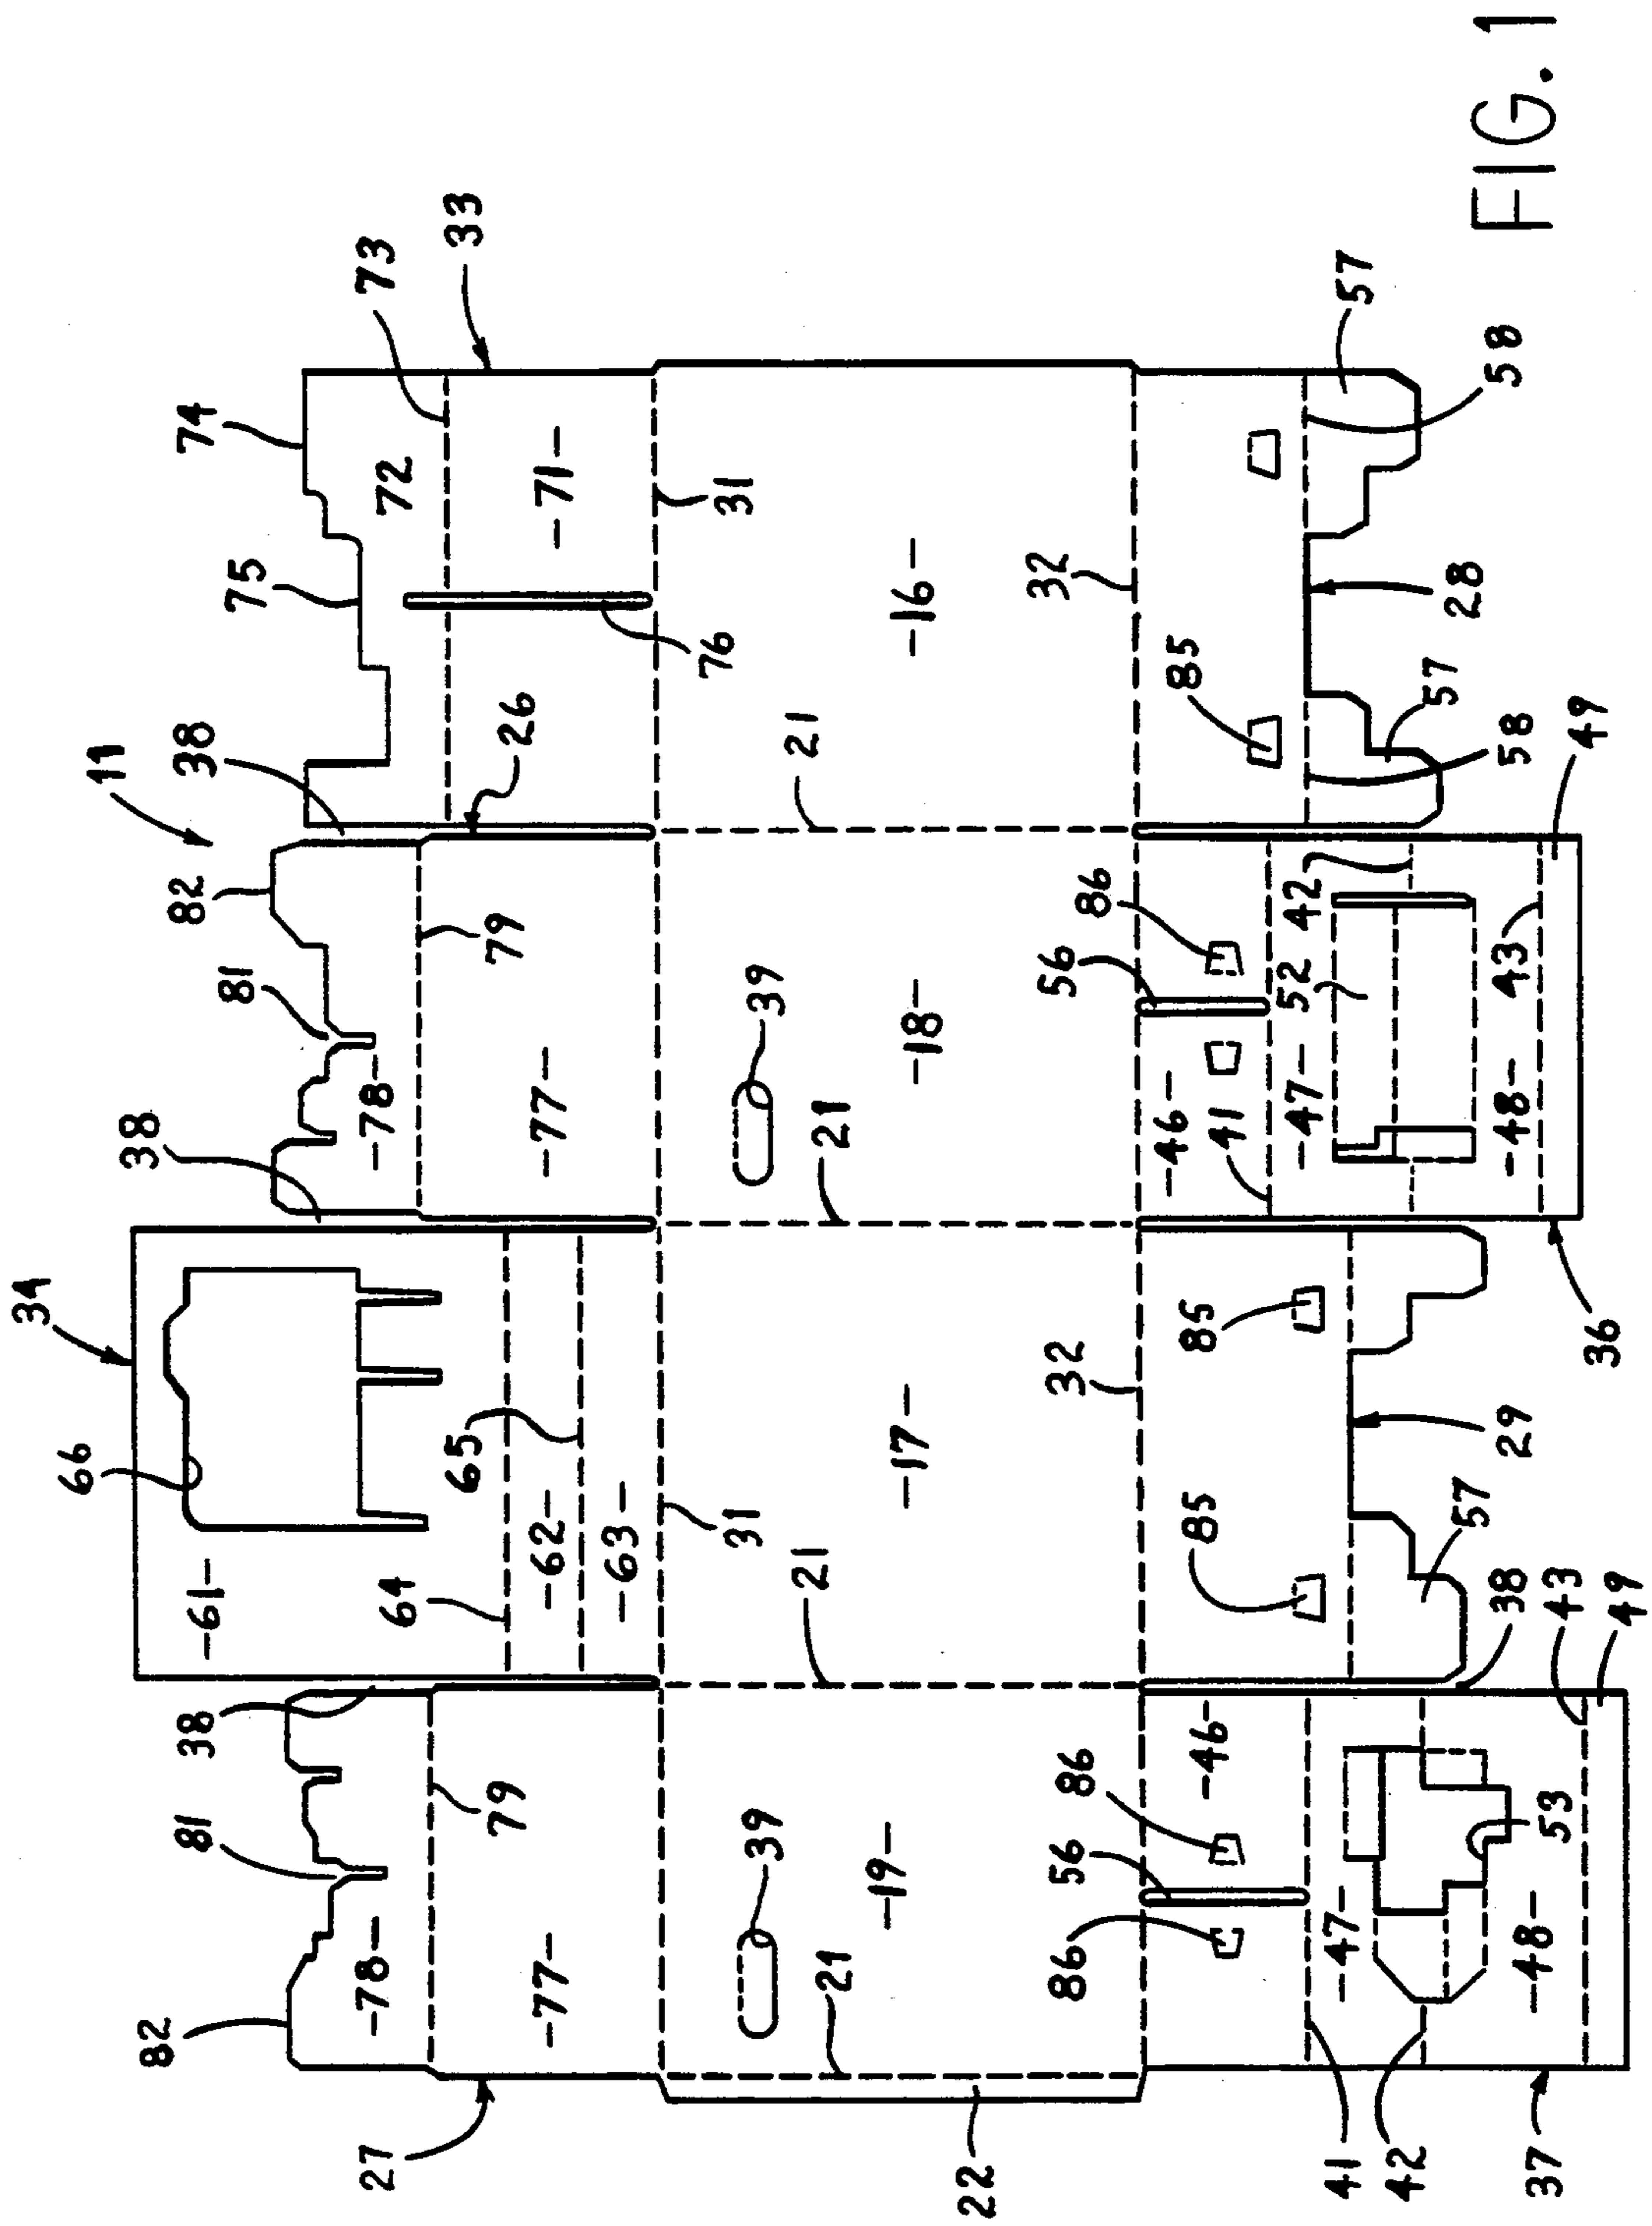 34
66
11
82 38 82
81 38 -61- 81 38 74
75
27 -78- 64 -78- 72 73
65 33
79 79 26
-77- -62- -77- -71-
-63-
76
31 31
39 39
21 21
21 21
-19- -17- -18- -16-
22
86 56 32 56 32
86 86
-46- 85 85 -46- 85
41
-47- -47- 52 42
41 57
42
57
28
57 58
29 -48- 43 58
37 -48- 53 38 FIG. 1
43 36 49
49